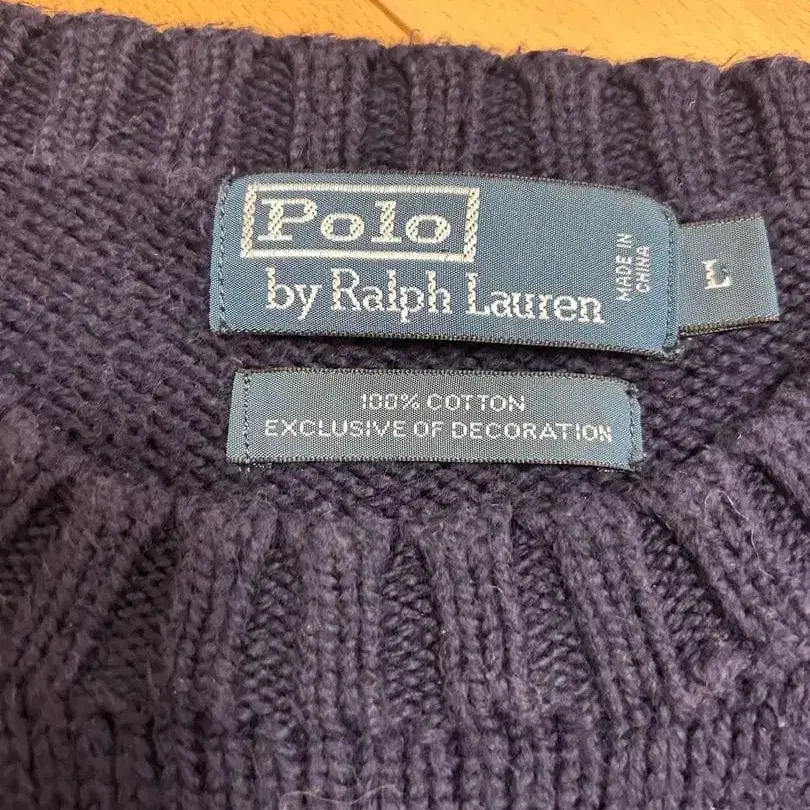 Polo
by Ralph Lauren
MADE IN
CHINA
L
100% COTTON
EXCLUSIVE OF DECORATION